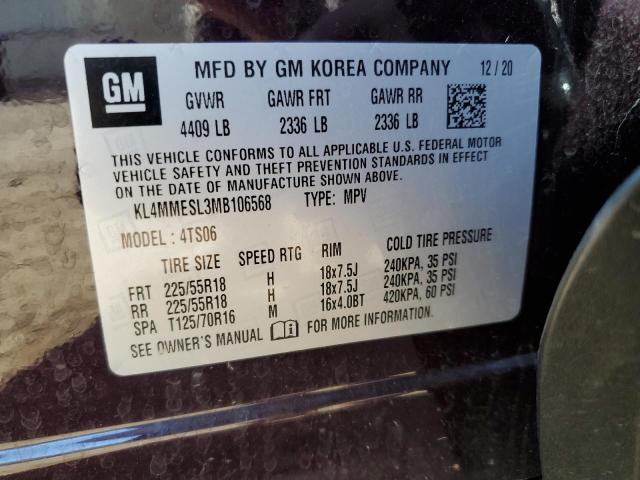 GM
MFD BY GM KOREA COMPANY 12/20
GVWR GAWR FRT GAWR RR
4409 LB 2336 LB 2336 LB
THIS VEHICLE CONFORMS TO ALL APPLICABLE U.S. FEDERAL MOTOR
VEHICLE SAFETY AND THEFT PREVENTION STANDARDS IN EFFECT
ON THE DATE OF MANUFACTURE SHOWN ABOVE.
KL4MMESL3MB106568 TYPE: MPV
MODEL: 4TS06
TIRE SIZE SPEED RTG RIM COLD TIRE PRESSURE
FRT 225/55R18 H 18x7.5J 240KPA, 35 PSI
RR 225/55R18 H 18x7.5J 240KPA, 35 PSI
SPA T125/70R16 M 16x4.0BT 420KPA, 60 PSI
SEE OWNER'S MANUAL FOR MORE INFORMATION.